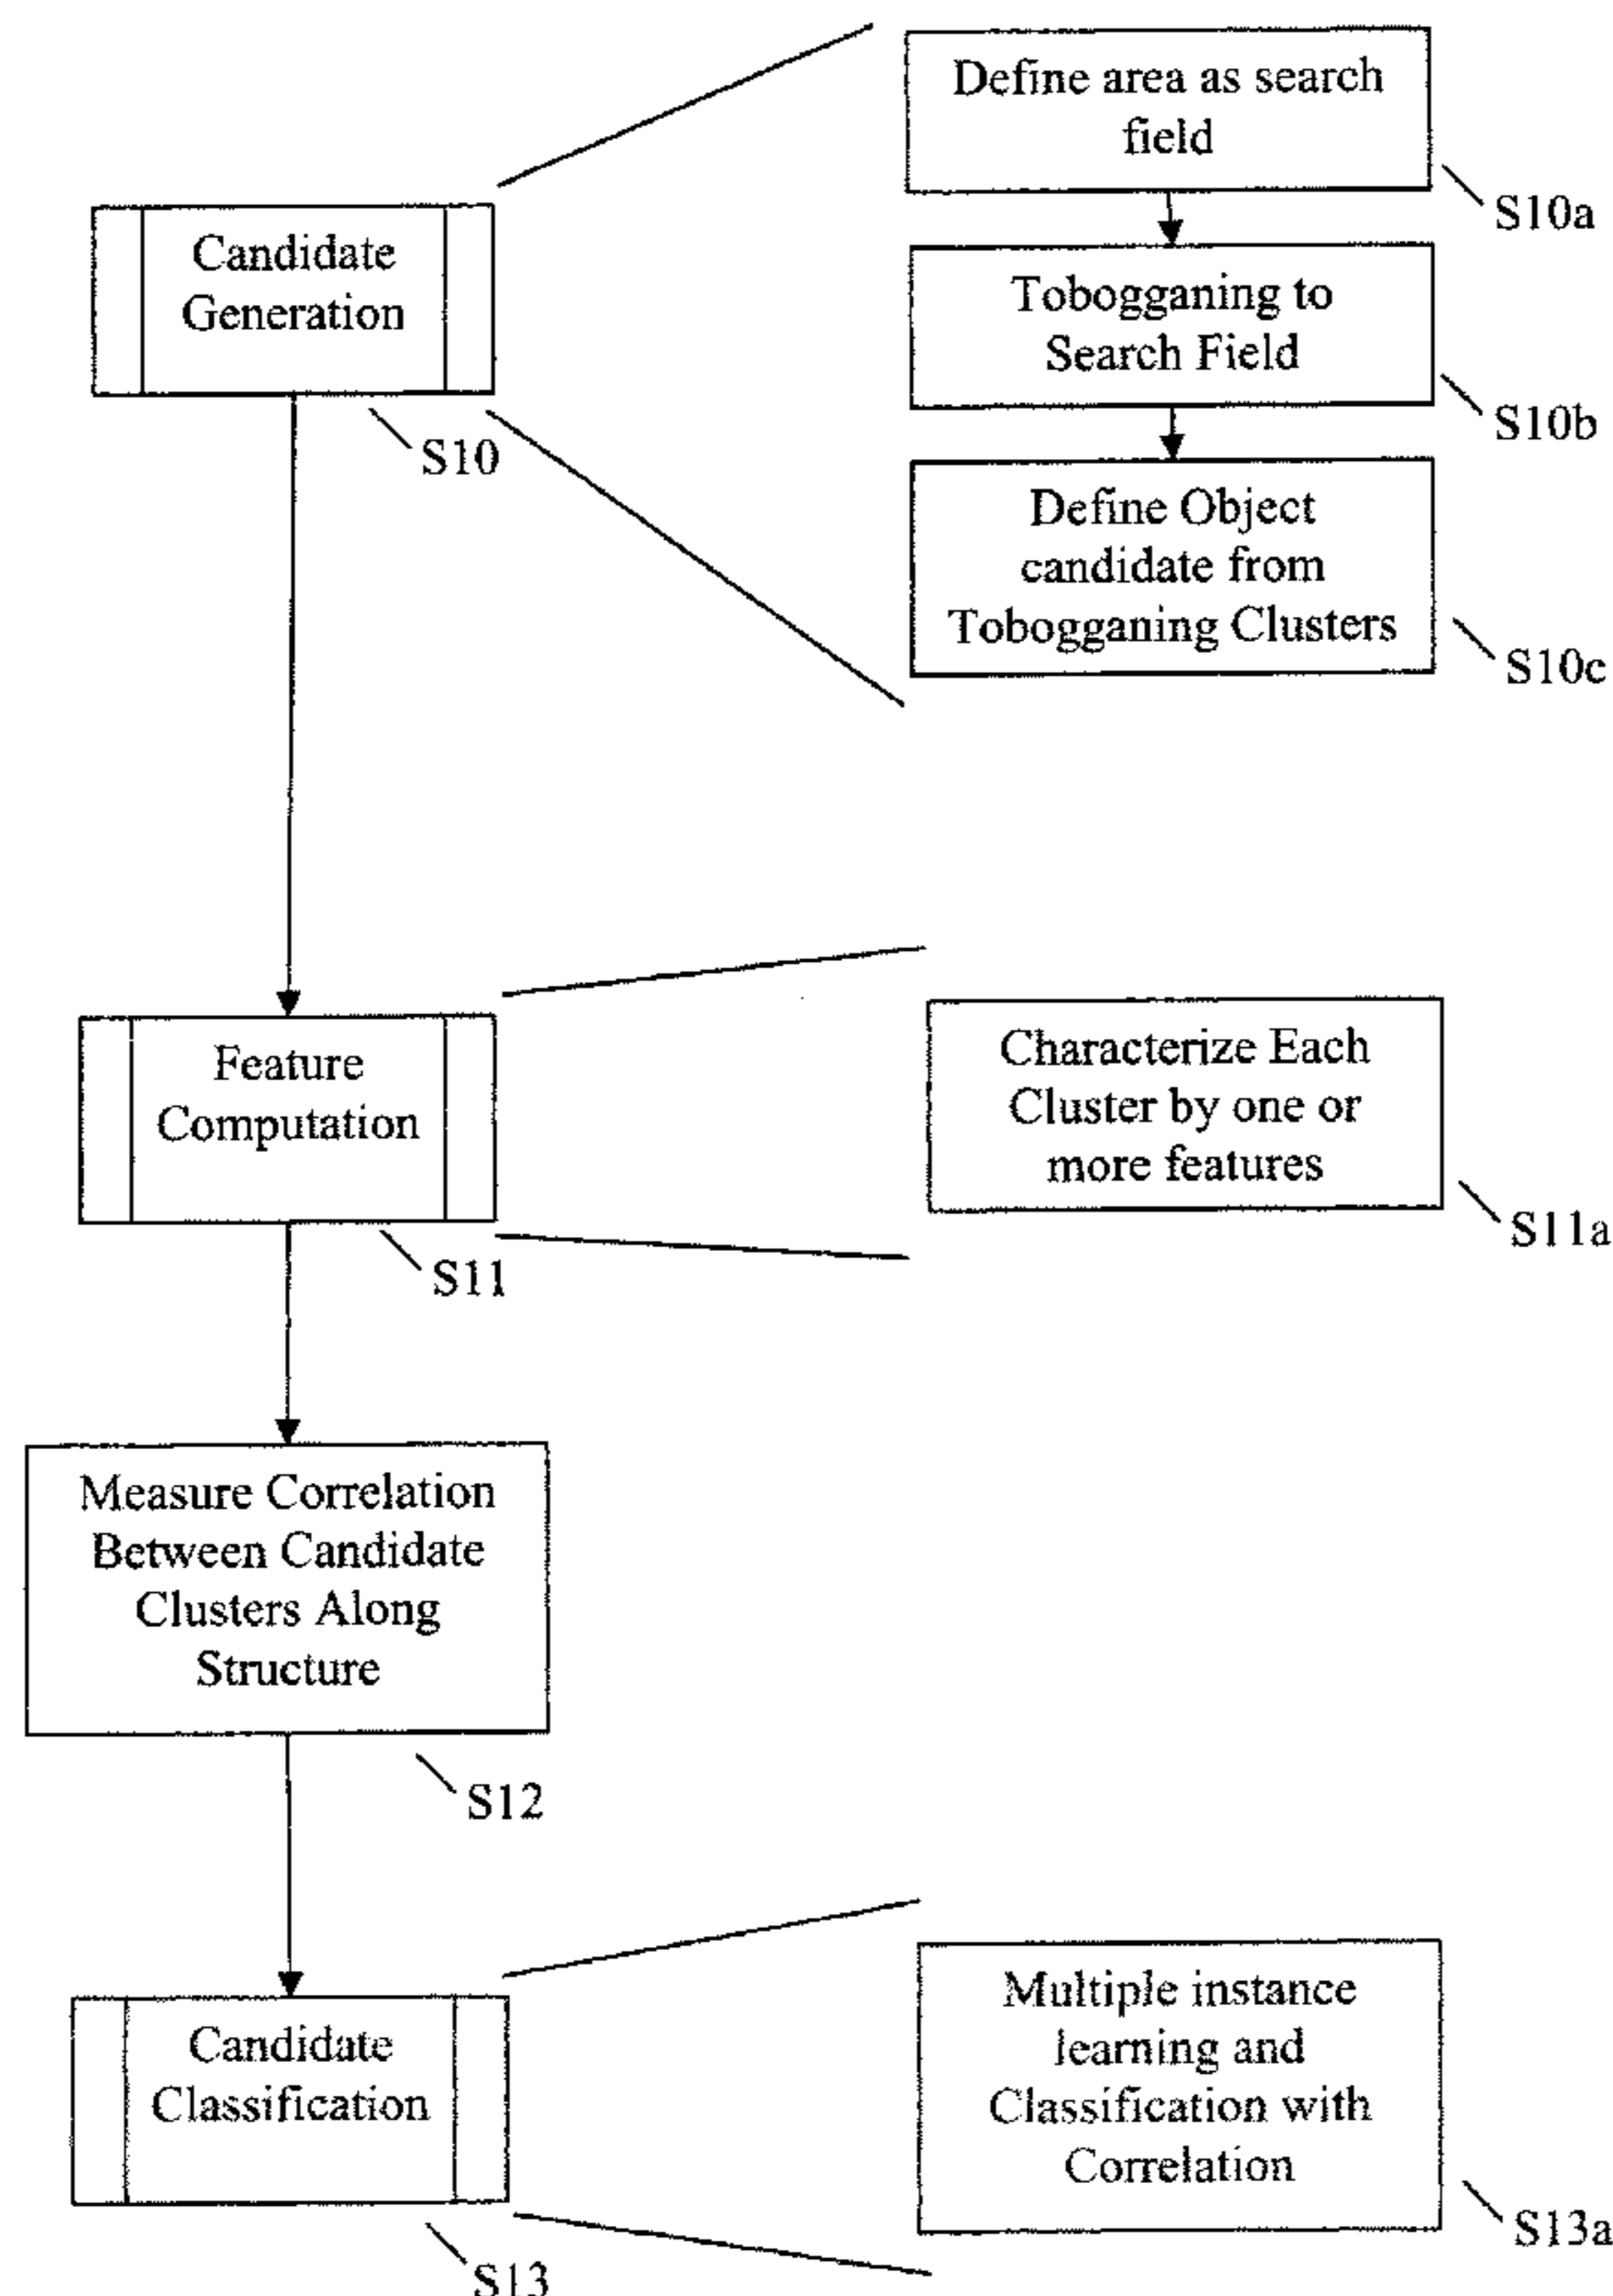 Candidate
Generation
S10
Define area as search
field
S10a
Tobogganing to
Search Field
S10b
Define Object
candidate from
Tobogganing Clusters
S10c
Feature
Computation
S11
Characterize Each
Cluster by one or
more features
S11a
Measure Correlation
Between Candidate
Clusters Along
Structure
S12
Candidate
Classification
S13
Multiple instance
learning and
Classification with
Correlation
S13a